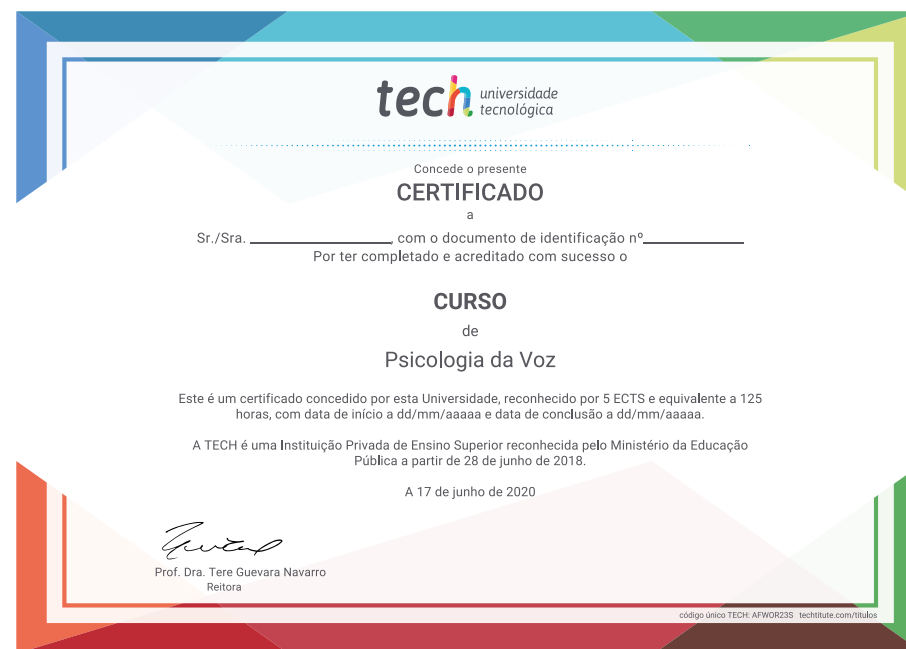 tech universidade
tecnológica
Concede o presente
CERTIFICADO
a
Sr./Sra. , com o documento de identificação nº
Por ter completado e acreditado com sucesso o
CURSO
de
Psicologia da Voz
Este é um certificado concedido por esta Universidade, reconhecido por 5 ECTS e equivalente a 125
horas, com data de início a dd/mm/aaaaa e data de conclusão a dd/mm/aaaaa.
A TECH é uma Instituição Privada de Ensino Superior reconhecida pelo Ministério da Educação
Pública a partir de 28 de junho de 2018.
A 17 de junho de 2020
Prof. Dra. Tere Guevara Navarro
Reitora
código único TECH: AFWOR23S techtitute.com/titulos